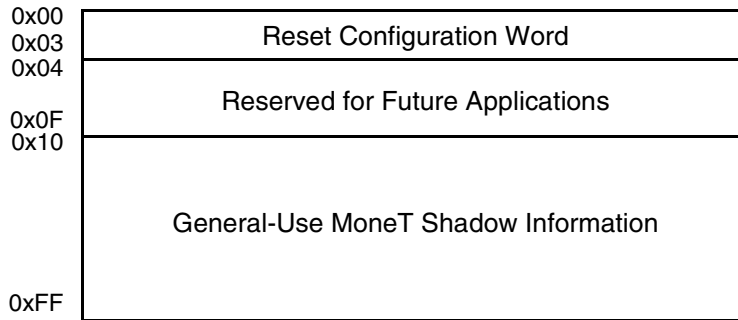 0x00
Reset Configuration Word
0x03
0x04
Reserved for Future Applications
0x0F
0x10
General-Use MoneT Shadow Information
0xFF